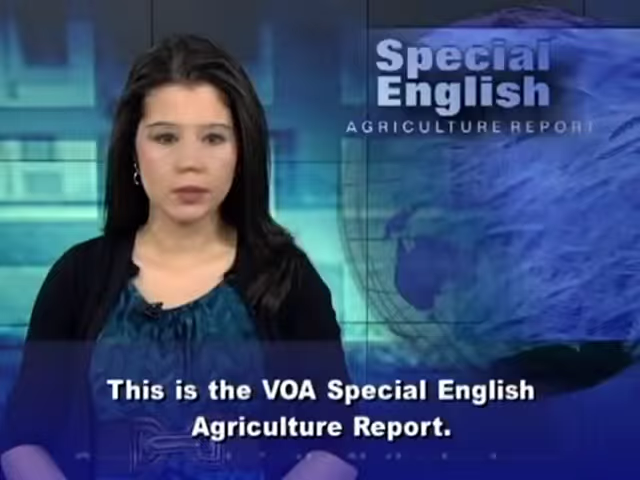 Special
English
AGRICULTURE REPORT
This is the VOA Special English
Agriculture Report.